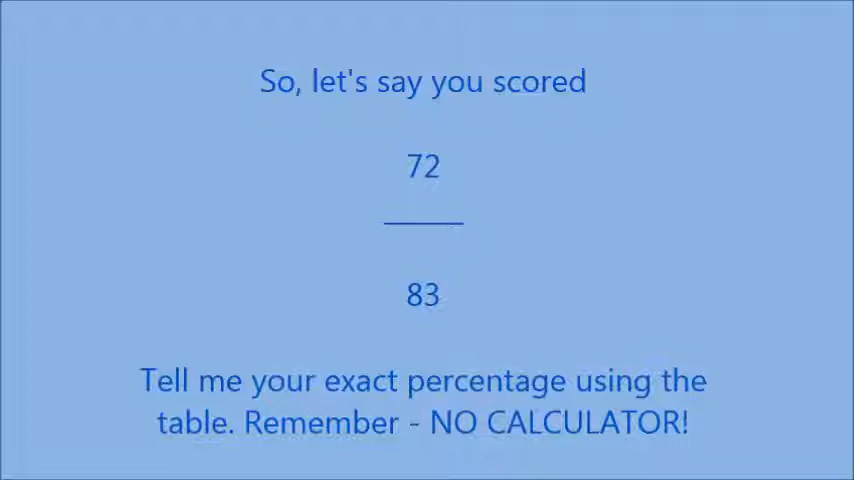 So, let's say you scored
72
83
Tell me your exact percentage using the
table. Remember - NO CALCULATOR!